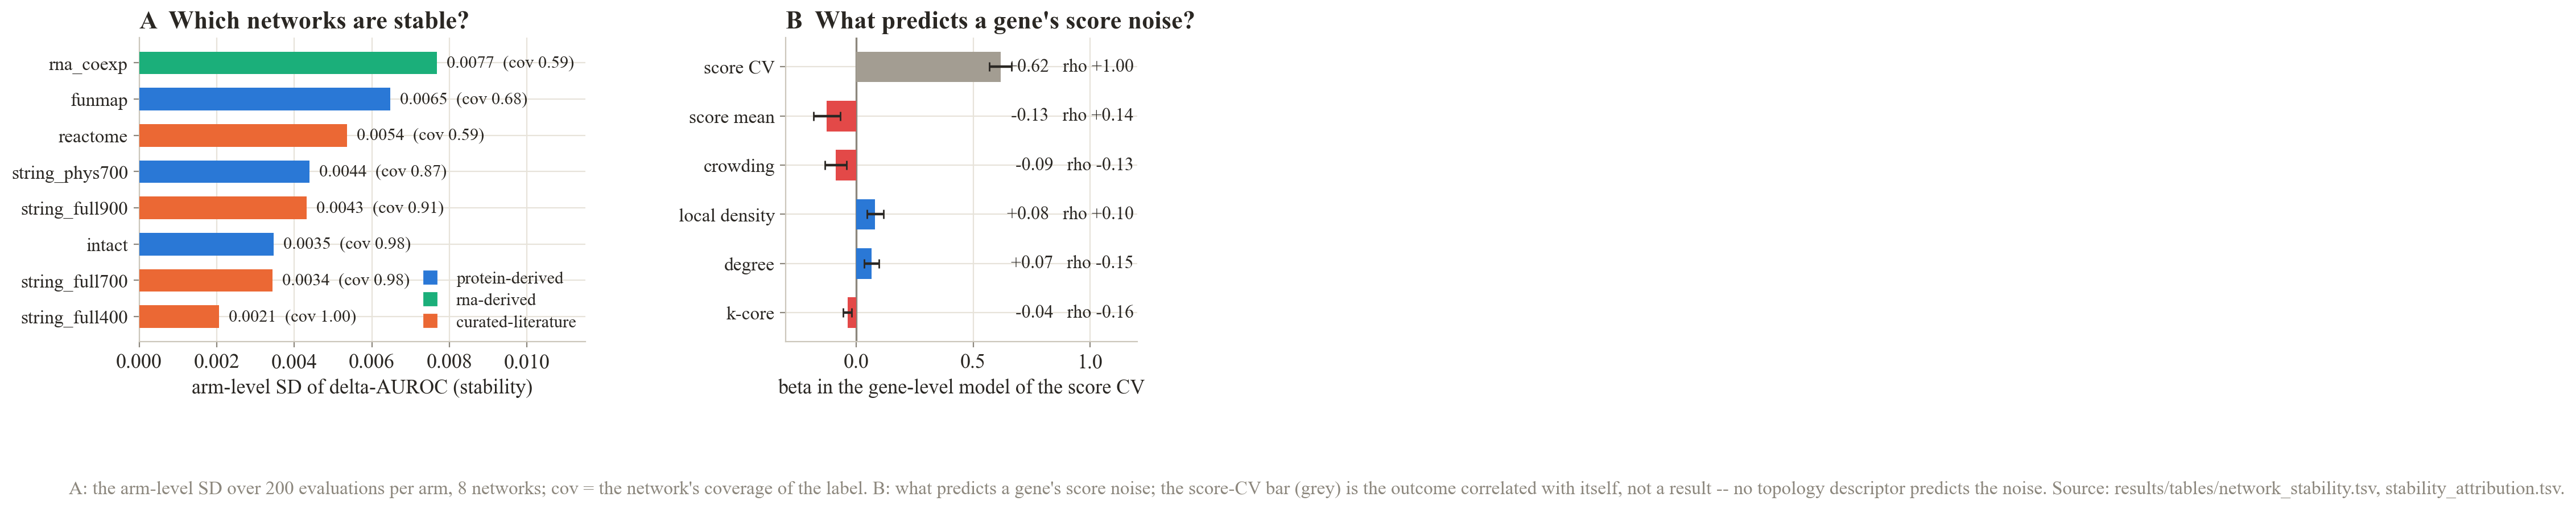 A Which networks are stable?
rna_coexp
0.0077 (cov 0.59)
funmap
0.0065 (cov 0.68)
reactome
0.0054 (cov 0.59)
string_phys700
0.0044 (cov 0.87)
string_full900
0.0043 (cov 0.91)
intact
0.0035 (cov 0.98)
string_full700
0.0034 (cov 0.98)
string_full400
0.0021 (cov 1.00)
protein-derived
rna-derived
curated-literature
0.000 0.002 0.004 0.006 0.008 0.010
arm-level SD of delta-AUROC (stability)
B What predicts a gene's score noise?
score CV
+0.62 rho +1.00
score mean
-0.13 rho +0.14
crowding
-0.09 rho -0.13
local density
+0.08 rho +0.10
degree
+0.07 rho -0.15
k-core
-0.04 rho -0.16
0.0 0.5 1.0
beta in the gene-level model of the score CV
A: the arm-level SD over 200 evaluations per arm, 8 networks; cov = the network's coverage of the label. B: what predicts a gene's score noise; the score-CV bar (grey) is the outcome correlated with itself, not a result -- no topology descriptor predicts the noise. Source: results/tables/network_stability.tsv, stability_attribution.tsv.